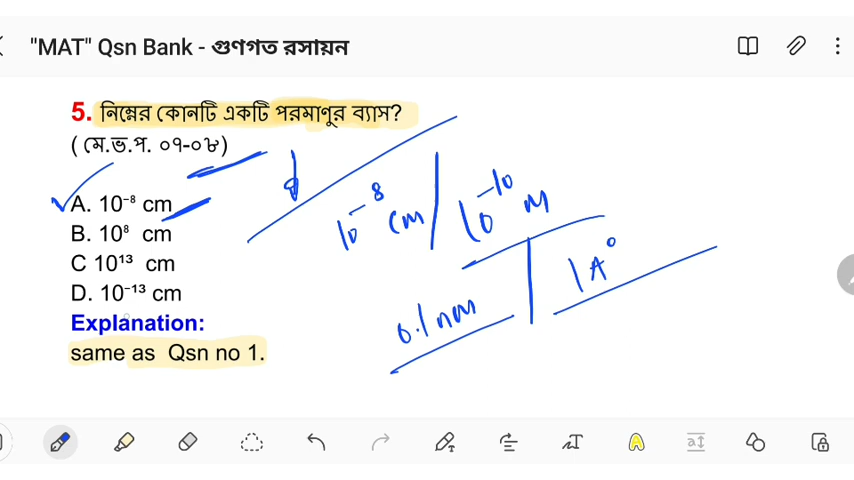 "MAT" Qsn Bank - গুণগত রসায়ন
5. নিম্নের কোনটি একটি পরমাণুর ব্যাস?
( মে.ভ.প. ০৭-০৮)
A. 10⁻⁸ cm
B. 10⁸ cm
C 10¹³ cm
D. 10⁻¹³ cm
Explanation:
same as Qsn no 1.
d
10⁻⁸ cm
10⁻¹⁰ M
0.1 nm
1A°